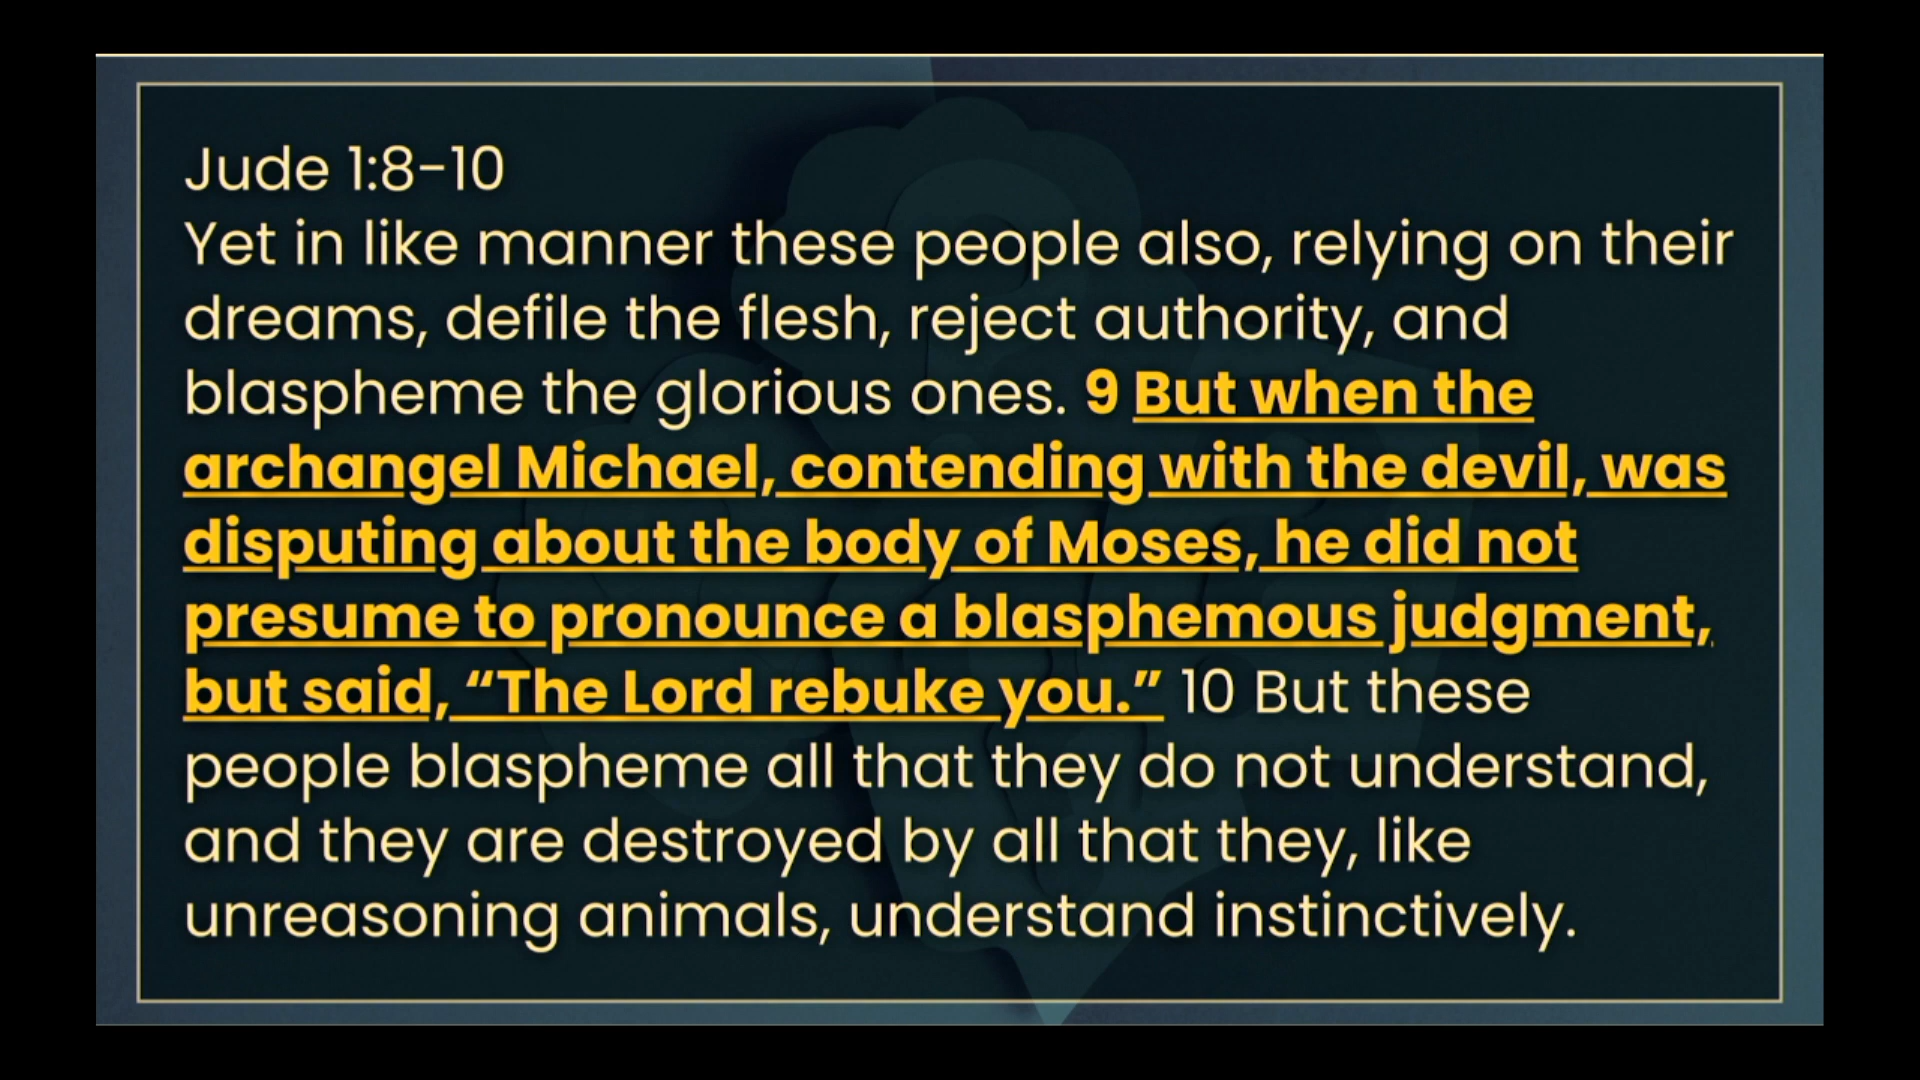 Jude 1:8-10
Yet in like manner these people also, relying on their
dreams, defile the flesh, reject authority, and
blaspheme the glorious ones. 9 But when the
archangel Michael, contending with the devil, was
disputing about the body of Moses, he did not
presume to pronounce a blasphemous judgment,
but said, “The Lord rebuke you.” 10 But these
people blaspheme all that they do not understand,
and they are destroyed by all that they, like
unreasoning animals, understand instinctively.